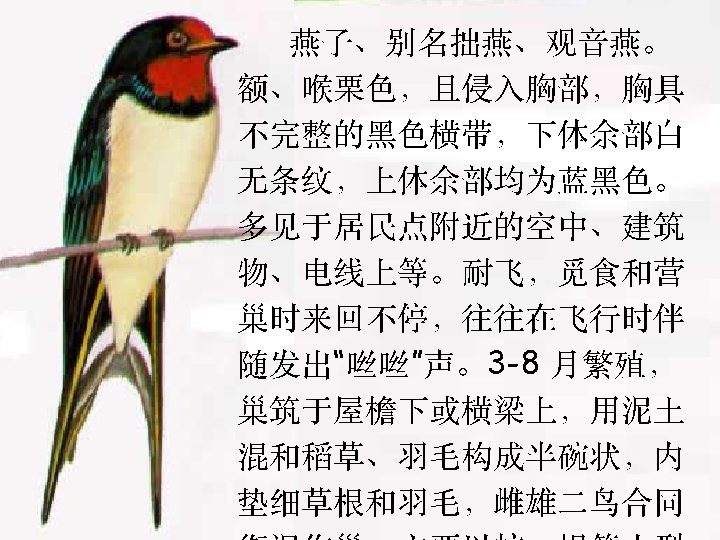 燕子、别名拙燕、观音燕。
额、喉栗色，且侵入胸部，胸具
不完整的黑色横带，下体余部白
无条纹，上体余部均为蓝黑色。
多见于居民点附近的空中、建筑
物、电线上等。耐飞，觅食和营
巢时来回不停，往往在飞行时伴
随发出“咝咝”声。3-8 月繁殖，
巢筑于屋檐下或横梁上，用泥土
混和稻草、羽毛构成半碗状，内
垫细草根和羽毛，雌雄二鸟合同